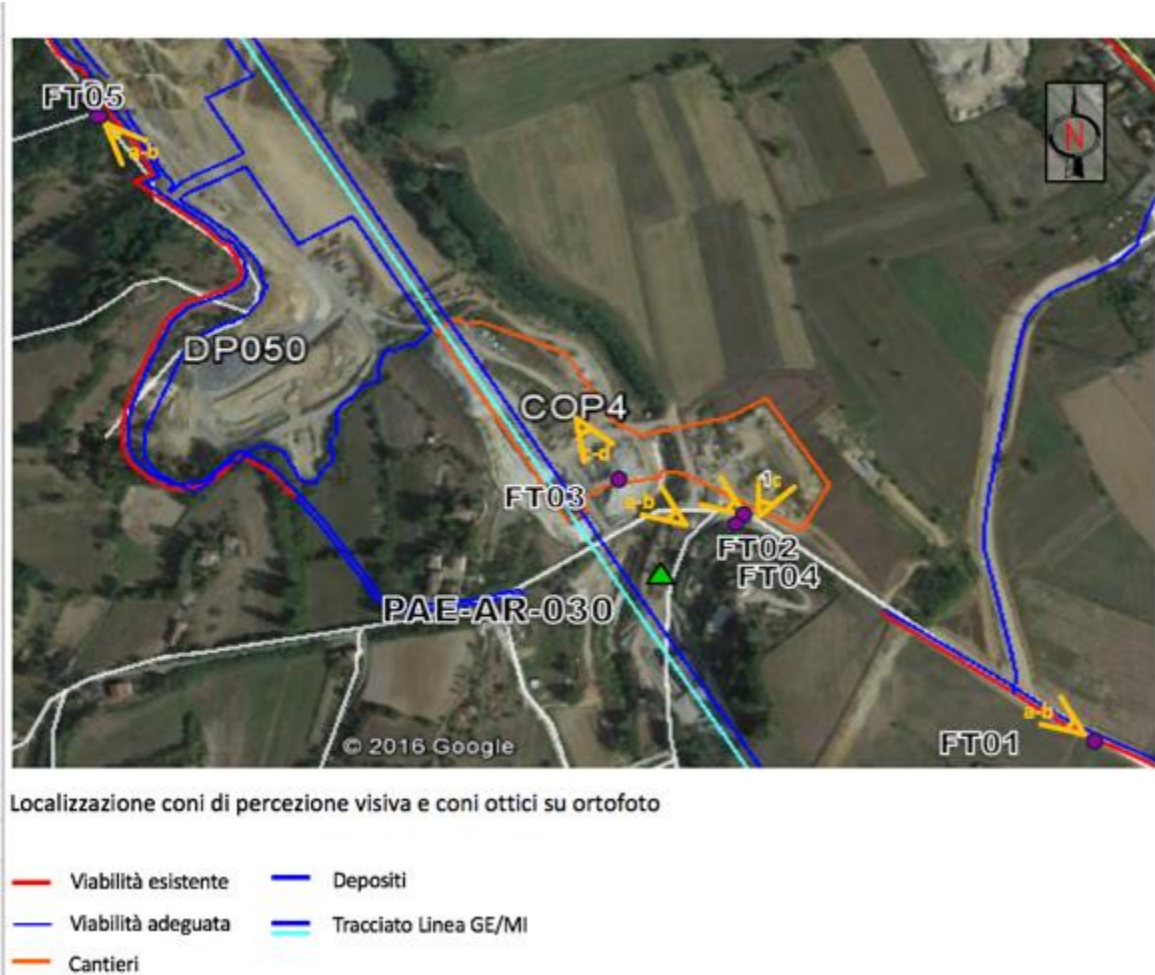 FT05
a-b
N
DP050
COP4
-d
FT03
a-b
1c
FT02
FT04
PAE-AR-030
a-b
FT01
© 2016 Google
Localizzazione coni di percezione visiva e coni ottici su ortofoto
Viabilità esistente
Depositi
Viabilità adeguata
Tracciato Linea GE/MI
Cantieri